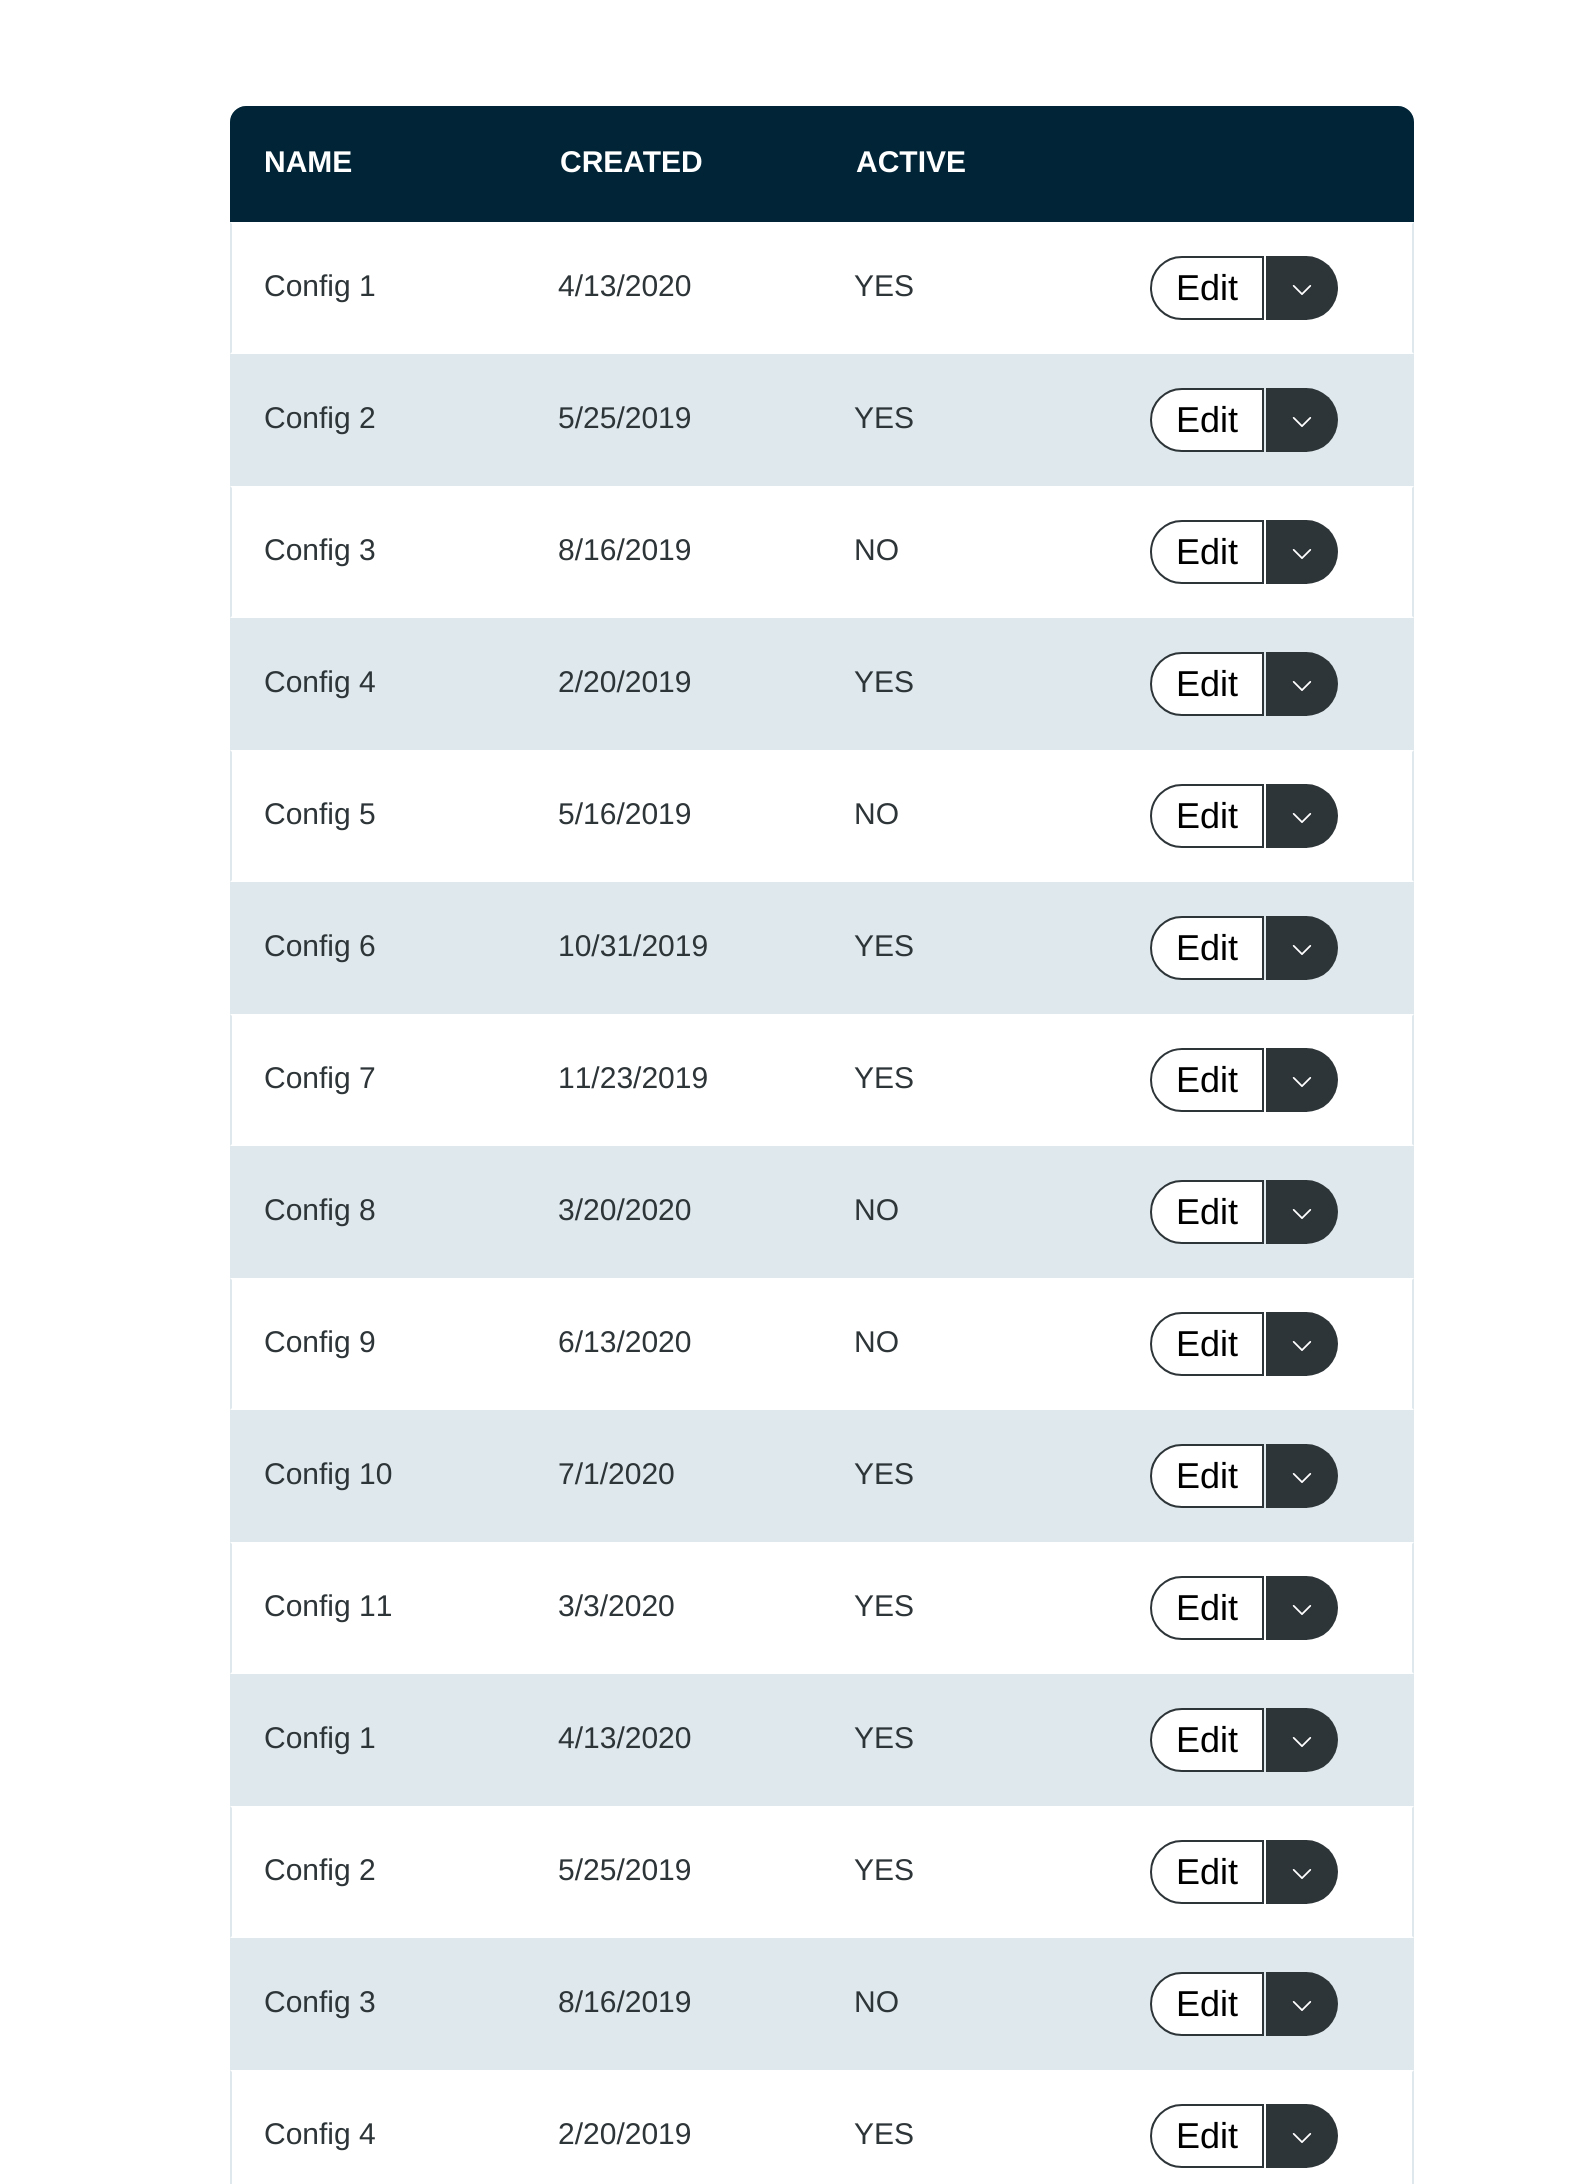 NAME CREATED ACTIVE
Config 1 4/13/2020 YES Edit
Config 2 5/25/2019 YES Edit
Config 3 8/16/2019 NO Edit
Config 4 2/20/2019 YES Edit
Config 5 5/16/2019 NO Edit
Config 6 10/31/2019 YES Edit
Config 7 11/23/2019 YES Edit
Config 8 3/20/2020 NO Edit
Config 9 6/13/2020 NO Edit
Config 10 7/1/2020 YES Edit
Config 11 3/3/2020 YES Edit
Config 1 4/13/2020 YES Edit
Config 2 5/25/2019 YES Edit
Config 3 8/16/2019 NO Edit
Config 4 2/20/2019 YES Edit